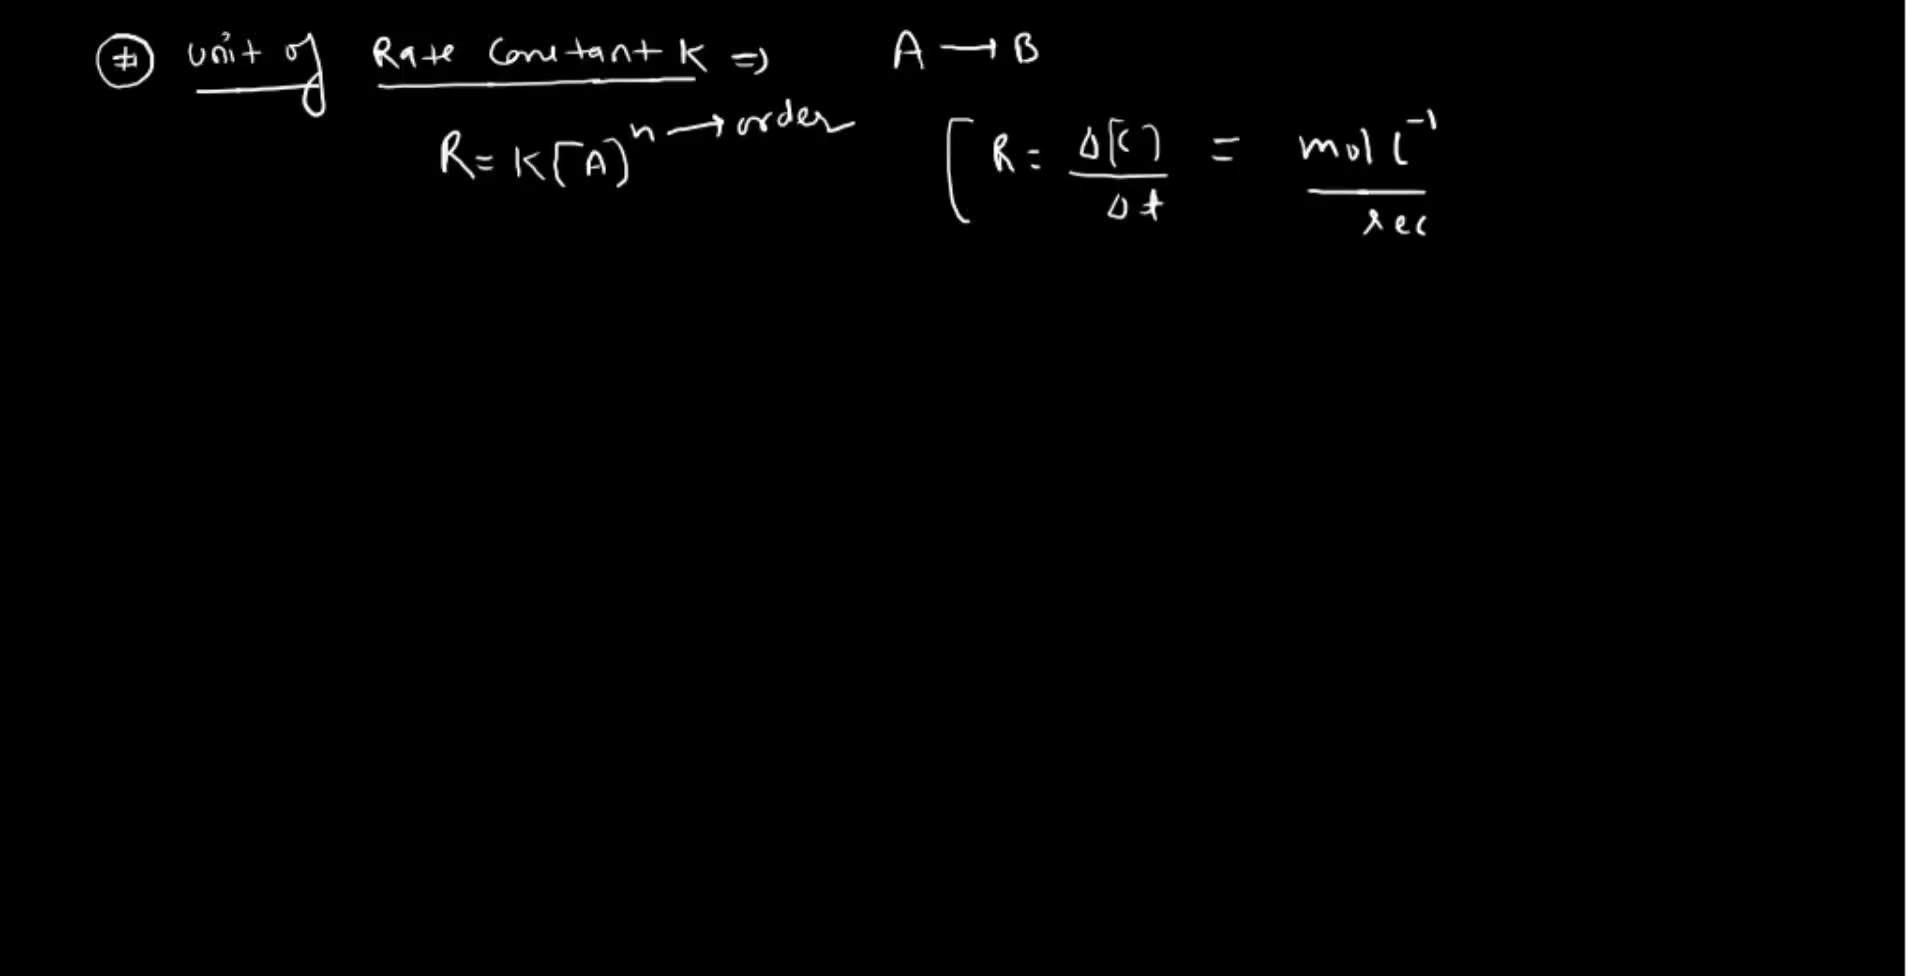 # Unit of Rate Constant K ⇒ A → B
R = K[A]^n → order [ R = Δ[C] / Δt = mol L^-1 / sec